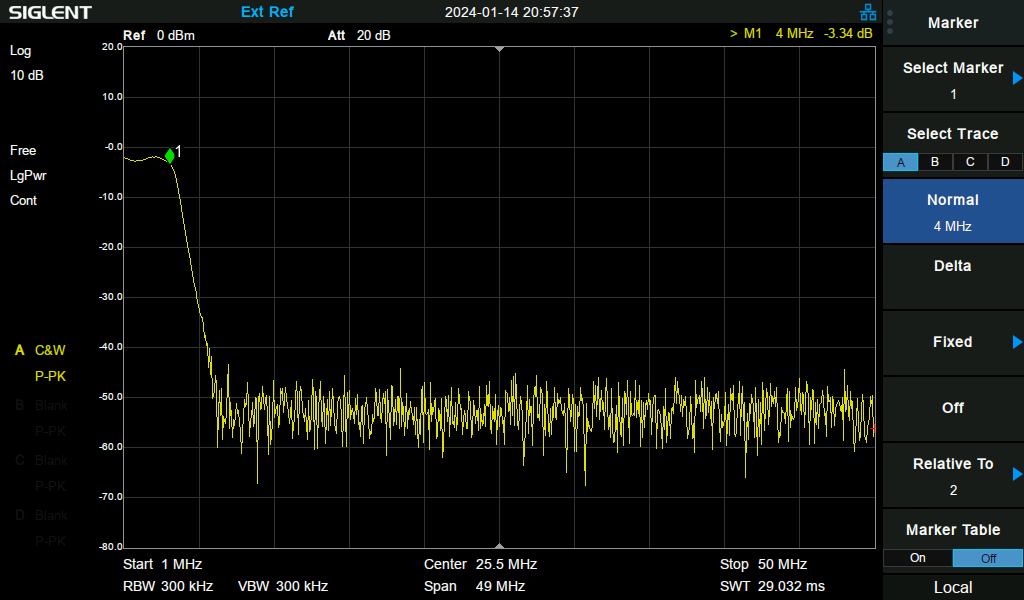 SIGLENT Ext Ref 2024-01-14 20:57:37
Ref 0 dBm Att 20 dB > M1 4 MHz -3.34 dB
Log
10 dB
Free
LgPwr
Cont
A C&W
P-PK
B Blank
P-PK
C Blank
P-PK
D Blank
P-PK
20.0
10.0
-0.0
-10.0
-20.0
-30.0
-40.0
-50.0
-60.0
-70.0
-80.0
1
Start 1 MHz Center 25.5 MHz Stop 50 MHz
RBW 300 kHz VBW 300 kHz Span 49 MHz SWT 29.032 ms
Marker
Select Marker
1
Select Trace
A B C D
Normal
4 MHz
Delta
Fixed
Off
Relative To
2
Marker Table
On Off
Local